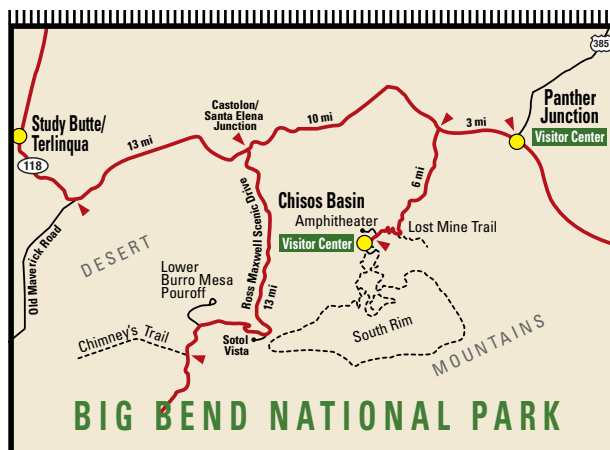 385
Castolon/
Santa Elena
Junction
10 mi
Panther
Junction
Visitor Center
3 mi
Study Butte/
Terlinqua
118
13 mi
6 mi
Chisos Basin
Amphitheater
Visitor Center
Lost Mine Trail
Old Maverick Road
DESERT
Ross Maxwell Scenic Drive
13 mi
Lower
Burro Mesa
Pouroff
Chimney's Trail
Sotol
Vista
South Rim
MOUNTAINS
BIG BEND NATIONAL PARK